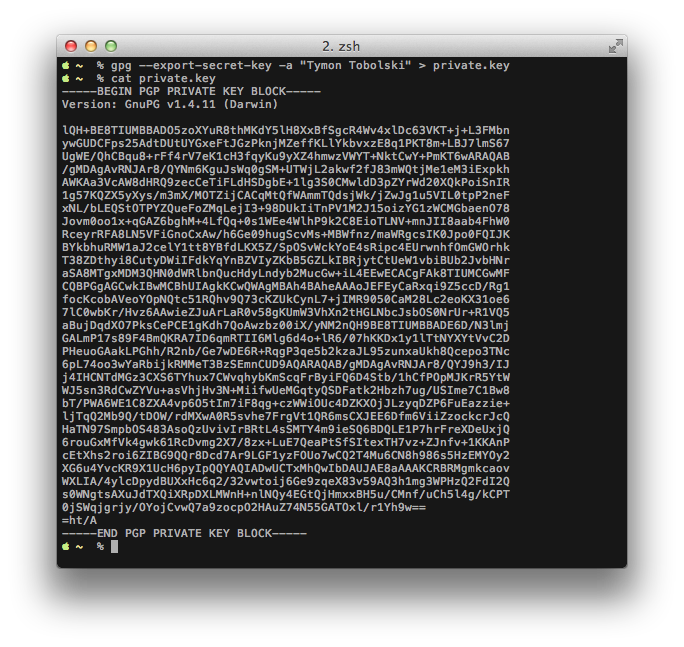 2. zsh
~ % gpg --export-secret-key -a "Tymon Tobolski" > private.key
~ % cat private.key
-----BEGIN PGP PRIVATE KEY BLOCK-----
Version: GnuPG v1.4.11 (Darwin)
lQH+BE8TIUMBBADO5zoXYuR8thMKdY5lH8XxBfSgcR4Wv4xlDc63VKT+j+L3FMbn
ywGUDCFps25AdtDUtUYGxeFtJGzPknjMZeffKLlYkbvxzE8q1PKT8m+LBJ7lmS67
UgWE/QhCBqu8+rFf4rV7eK1cH3fqyKu9yXZ4hmwzVWYT+NktCwY+PmKT6wARAQAB
/gMDAgAvRNJAr8/QYNm6KguJsWq0gSM+UTWjL2akwf2fJ83mWQtjMe1eM3iExpkh
AWKAa3VcAW8dHRQ9zecCeTiFLdHSDgbE+1lg3S0CMwldD3pZYrWd20XQkPoiSnIR
1g57KQZX5yXys/m3mX/MOTZijCACqMtQfWAmmTQdsjWk/jZwJg1u5VIL0tpP2neF
xNL/bLEQStOTPYZQueFoZMqLejI3+98DUkIiTnPV1M2J15oizYG1zWCMGbaenO78
Jovm0oo1x+qGAZ6bghM+4LfQq+0s1WEe4WlhP9k2C8EioTLNV+mnJII8aab4FhW0
RceyrRFA8LN5VFiGnoCxAw/h6Ge09hugScvMs+MBWfnz/maWRgcsIK0Jpo0FQIJK
BYkbhuRMW1aJ2celY1tt8YBfdLKX5Z/SpOSvWckYoE4sRipc4EUrwnhfOmGWOrhk
T38ZDthyi8CutyDWiIFdkYqYnBZVIyZKbB5GZLkIBRjytCtUeW1vbiBUb2JvbHNr
aSA8MTgxMDM3QHN0dWRlbnQucHdyLndyb2MucGw+iL4EEwECACgFAk8TIUMCGwMF
CQBPGgAGCwkIBwMCBhUIAgkKCwQWAgMBAh4BAheAAAoJEFEyCaRxqi9Z5ccD/Rg1
focKcobAVeoYOpNQtc51RQhv9Q73cKZUkCynL7+jIMR9050CaM28Lc2eoKX31oe6
7lC0wbKr/Hvz6AAwieZJuArLaR0v58gKUmW3VhXn2tHGLNbcJsbOS0NrUr+R1VQ5
aBujDqdXO7PksCePCE1gKdh7QoAwzbz00iX/yNM2nQH9BE8TIUMBBADE6D/N3lmj
GALmP17s89F4BmQKRA7ID6qmRTII6Mlg6d4o+lR6/07hKKDx1y1lTtNYXYtVvC2D
PHeuoGAakLPGhh/R2nb/Ge7wDE6R+RqgP3qe5b2kzaJL95zunxaUkh8Qcepo3TNc
6pL74oo3wYaRbijkRMMeT3BzSEmnCUD9AQARAQAB/gMDAgAvRNJAr8/QYJ9h3/IJ
j4IHCNTdMGz3CXS6TYhux7CWvqhybKmScqFrByiFQ6D4Stb/1hCfPOpMJKrR5YtW
WJ5sn3RdCwZYVu+asVhjHv3N+MiifwUeMGqtyQSDFatk2Hbzh7ug/USIme7C1Bw8
bT/PWA6WE1C8ZXA4vp6O5tIm7iF8qg+czWWiOUc4DZKXOjJLzyqDZP6FuEazzie+
ljTqQ2Mb9Q/tDOW/rdMXwA0R5svhe7FrgVt1QR6msCXJEE6Dfm6ViiZzockrJcQ
HaTN97SmpbOS483AsoQzUvivIrBRtL4sSMTY4m9ieSQ6BDQLE1P7hrFreXDeUxjQ
6rouGxMfVk4gwk61RcDvmg2X7/8zx+LuE7QeaPtSfSItexTH7vz+ZJnfv+1KKAnP
cEtXhs2roi6ZIBG9QQr8Dcd7Ar9LGF1yzFOUo7wCQ2T4Mu6CN8h986s5HzEMYOy2
XG6u4YvcKR9X1UcH6pyIpQQYAQIADwUCTxMhQwIbDAUJAE8aAAAKCRBRMgmkcaov
WXLIA/4ylcDpydBUXxHc6q2/32vwtoij6Ge9zqeX83v59AQ3h1mg3WPHzQ2FdI2Q
s0WNgtsAXuJdTXQiXRpDXLMWnH+nlNQy4EGtQjHmxxBH5u/CMnf/uCh5l4g/kCPT
0jSWqjgrjy/OYojCvwQ7a9zocpO2HAuZ74N55GATOxl/r1Yh9w==
=ht/A
-----END PGP PRIVATE KEY BLOCK-----
~ %